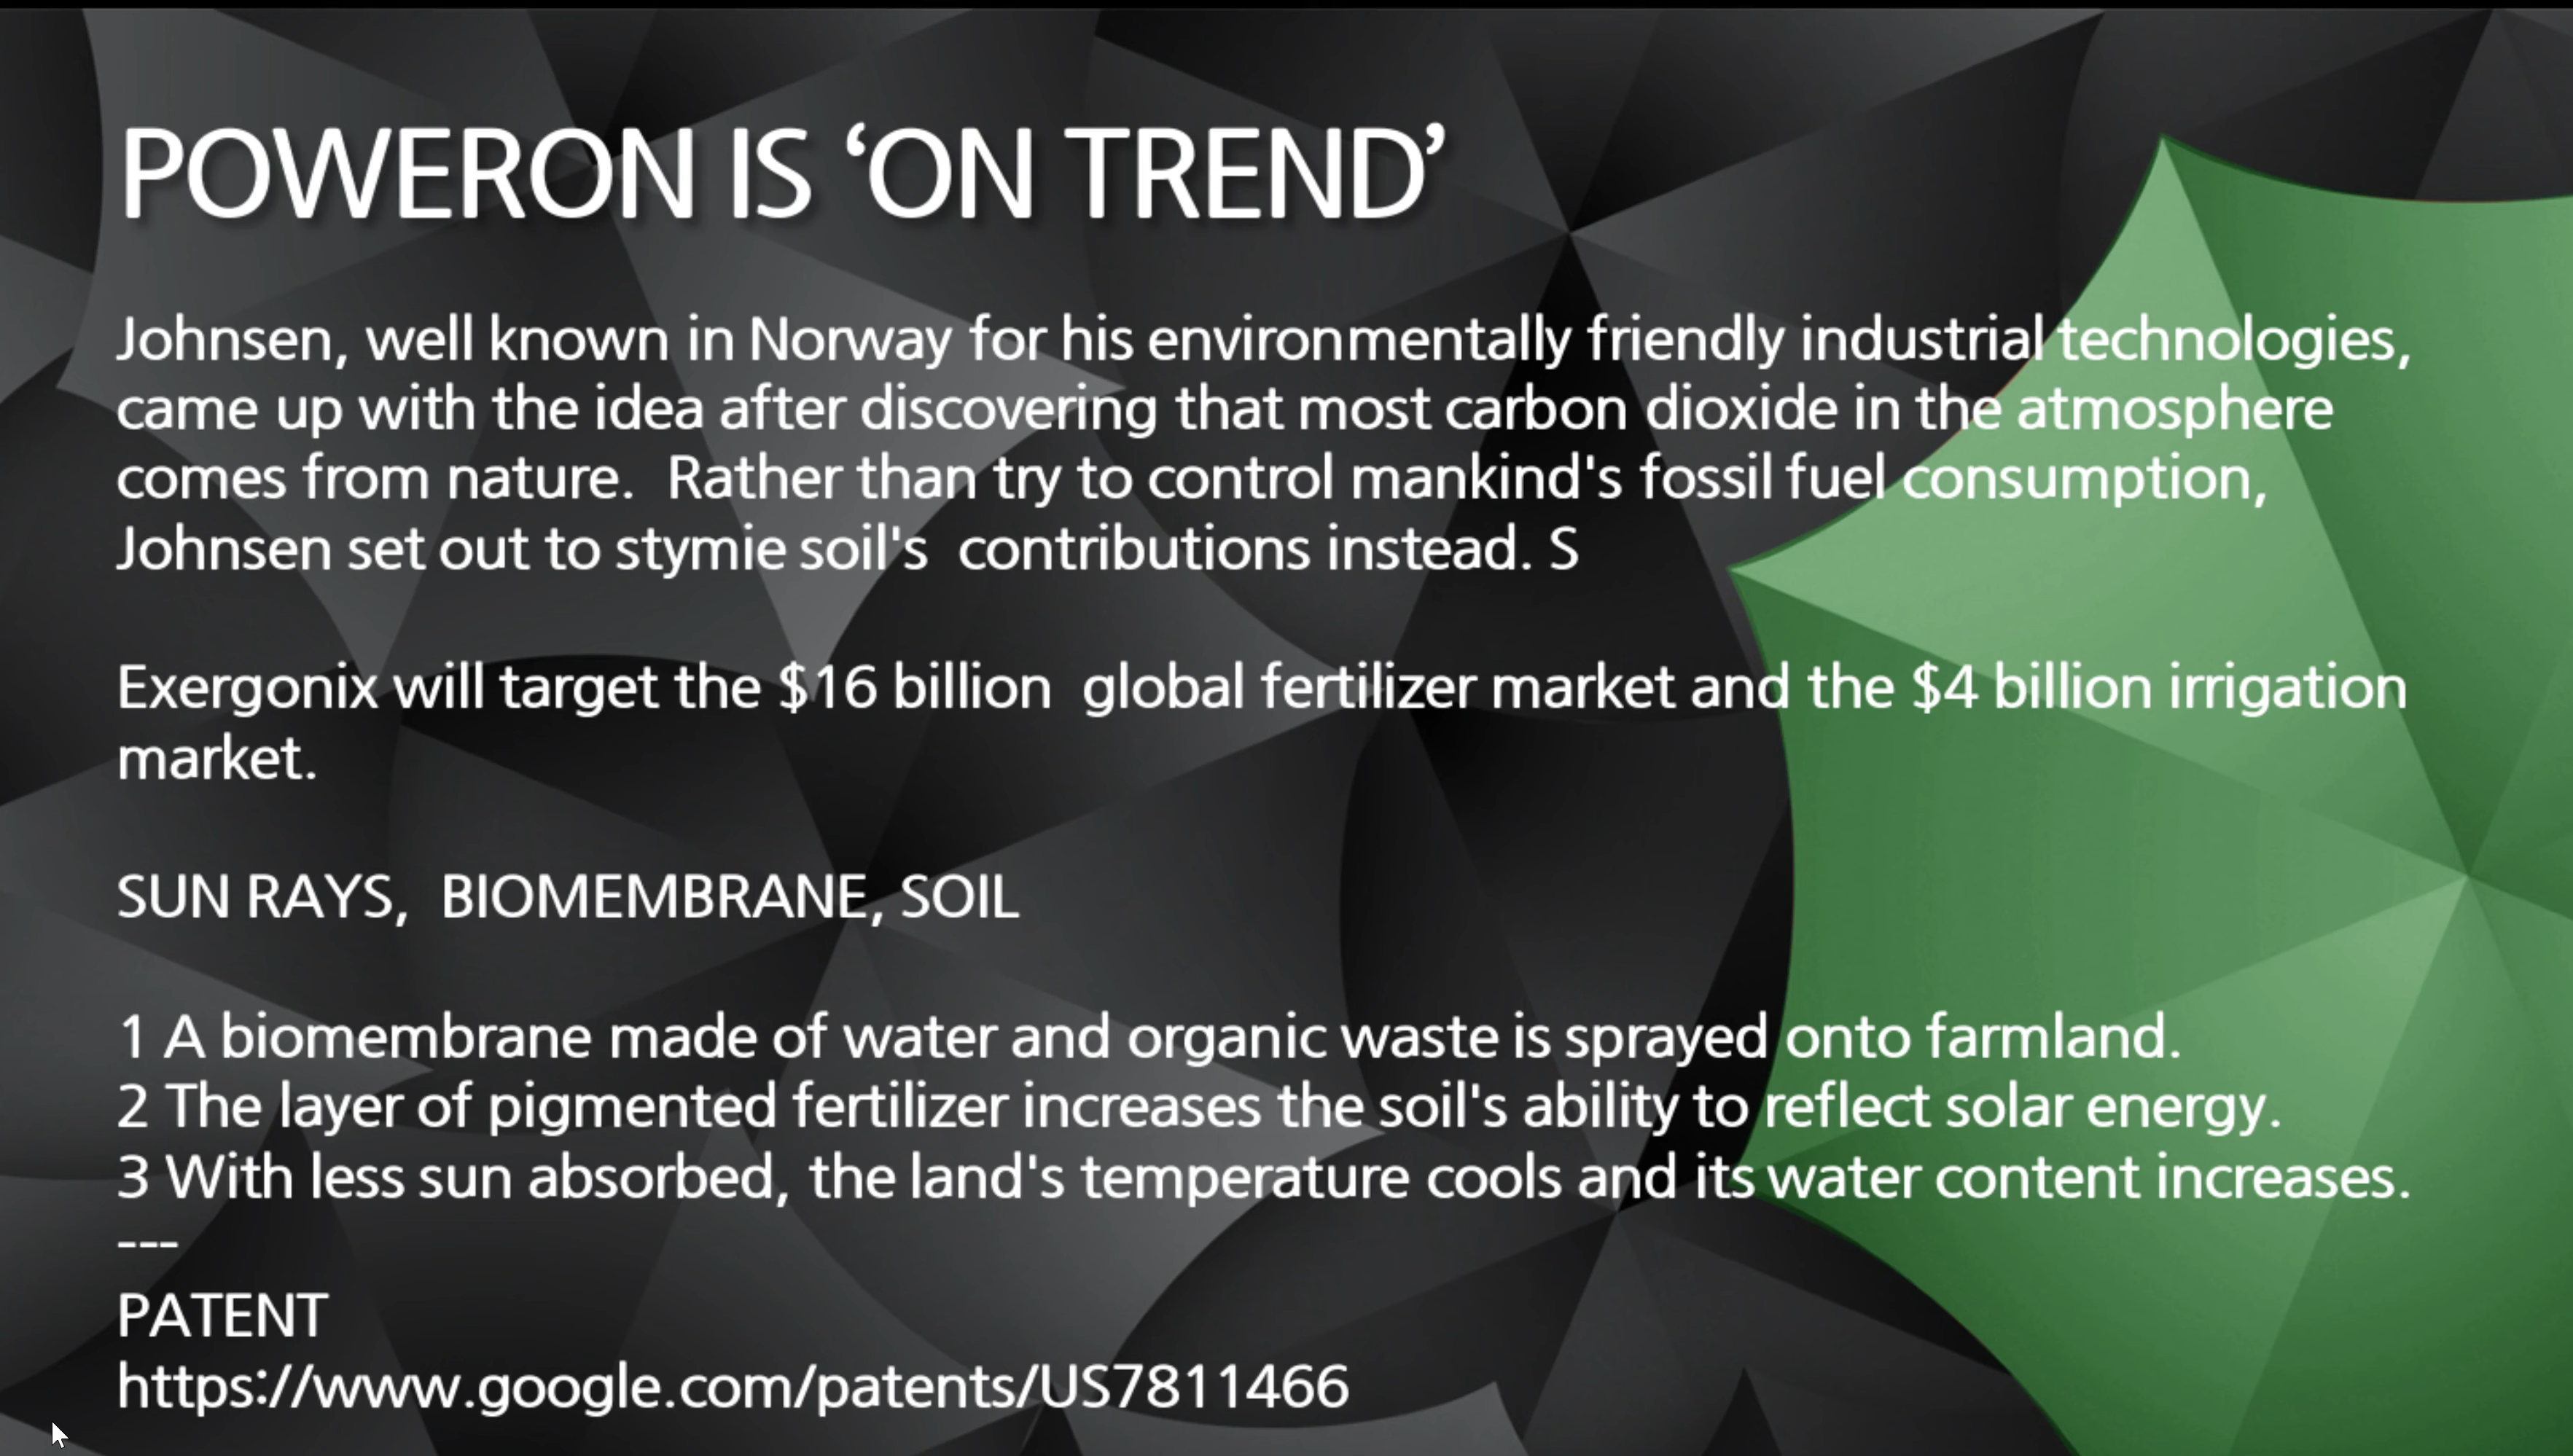 POWERON IS ‘ON TREND’
Johnsen, well known in Norway for his environmentally friendly industrial technologies,
came up with the idea after discovering that most carbon dioxide in the atmosphere
comes from nature.  Rather than try to control mankind's fossil fuel consumption,
Johnsen set out to stymie soil's  contributions instead. S
Exergonix will target the $16 billion  global fertilizer market and the $4 billion irrigation
market.
SUN RAYS,  BIOMEMBRANE, SOIL
1 A biomembrane made of water and organic waste is sprayed onto farmland.
2 The layer of pigmented fertilizer increases the soil's ability to reflect solar energy.
3 With less sun absorbed, the land's temperature cools and its water content increases.
---
PATENT
https://www.google.com/patents/US7811466